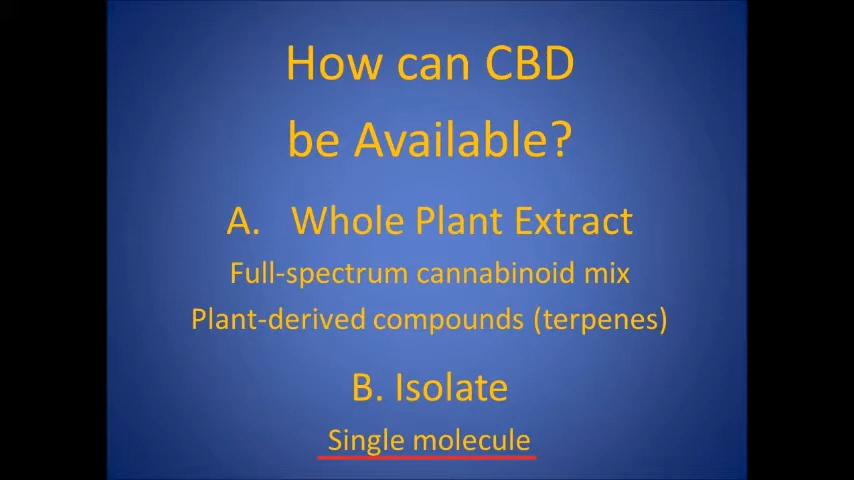 How can CBD
be Available?
A. Whole Plant Extract
Full-spectrum cannabinoid mix
Plant-derived compounds (terpenes)
B. Isolate
Single molecule